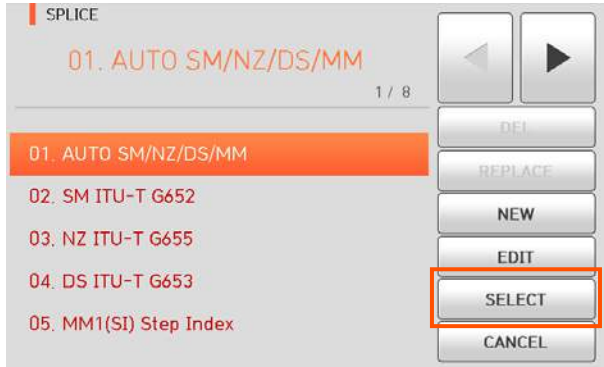 SPLICE
01. AUTO SM/NZ/DS/MM
1 / 8
01. AUTO SM/NZ/DS/MM
02. SM ITU-T G652
03. NZ ITU-T G655
04. DS ITU-T G653
05. MM1(SI) Step Index
DEL
REPLACE
NEW
EDIT
SELECT
CANCEL